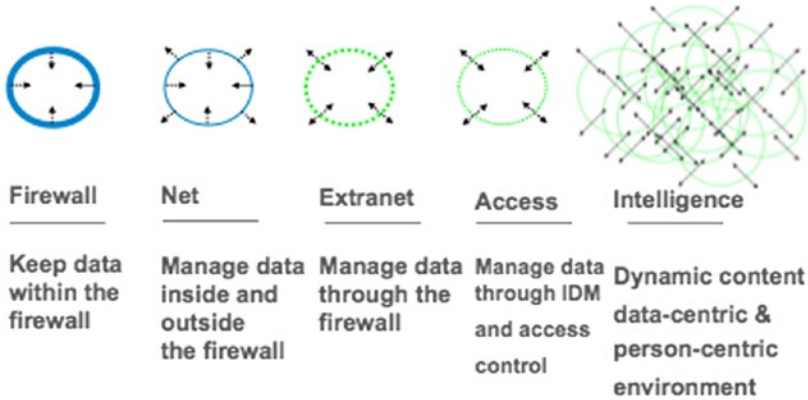 Firewall
Keep data
within the
firewall
Net
Manage data
inside and
outside
the firewall
Extranet
Manage data
through the
firewall
Access
Manage data
through IDM
and access
control
Intelligence
Dynamic content
data-centric &
person-centric
environment